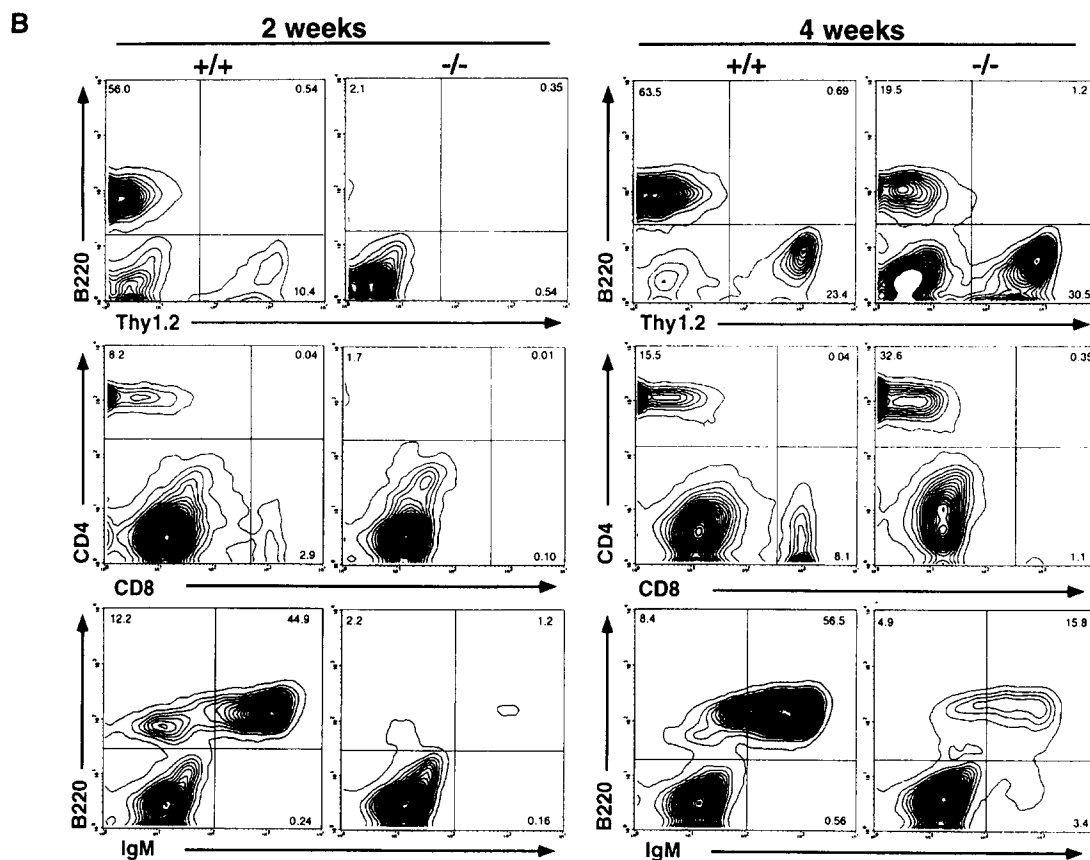 B
2 weeks 4 weeks
+/+ -/- +/+ -/-
56.0 0.54 2.1 0.35 63.5 0.69 19.5 1.2
B220 B220
10.4 0.54 23.4 30.5
Thy1.2 Thy1.2
8.2 0.04 1.7 0.01 15.5 0.04 32.6 0.35
CD4 CD4
2.9 0.10 8.1 1.1
CD8 CD8
12.2 44.9 2.2 1.2 8.4 56.5 4.9 15.8
B220 B220
0.24 0.16 0.56 3.4
IgM IgM